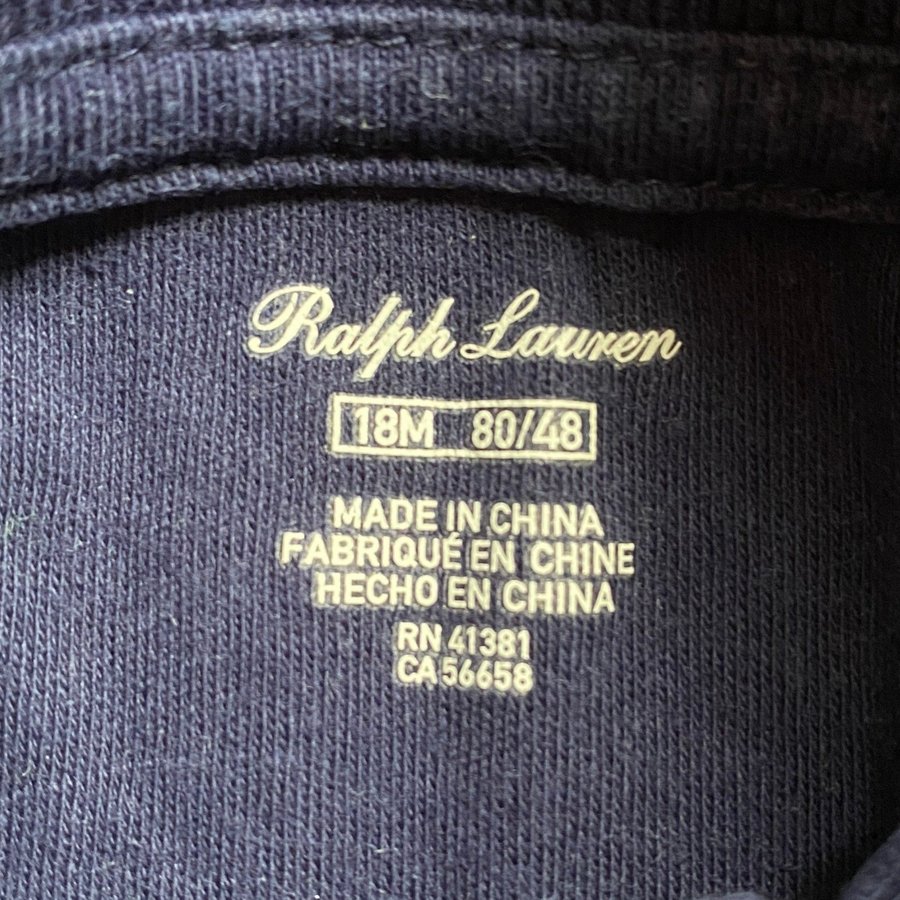 Ralph Lauren
18M 80/48
MADE IN CHINA
FABRIQUÉ EN CHINE
HECHO EN CHINA
RN 41381
CA 56658